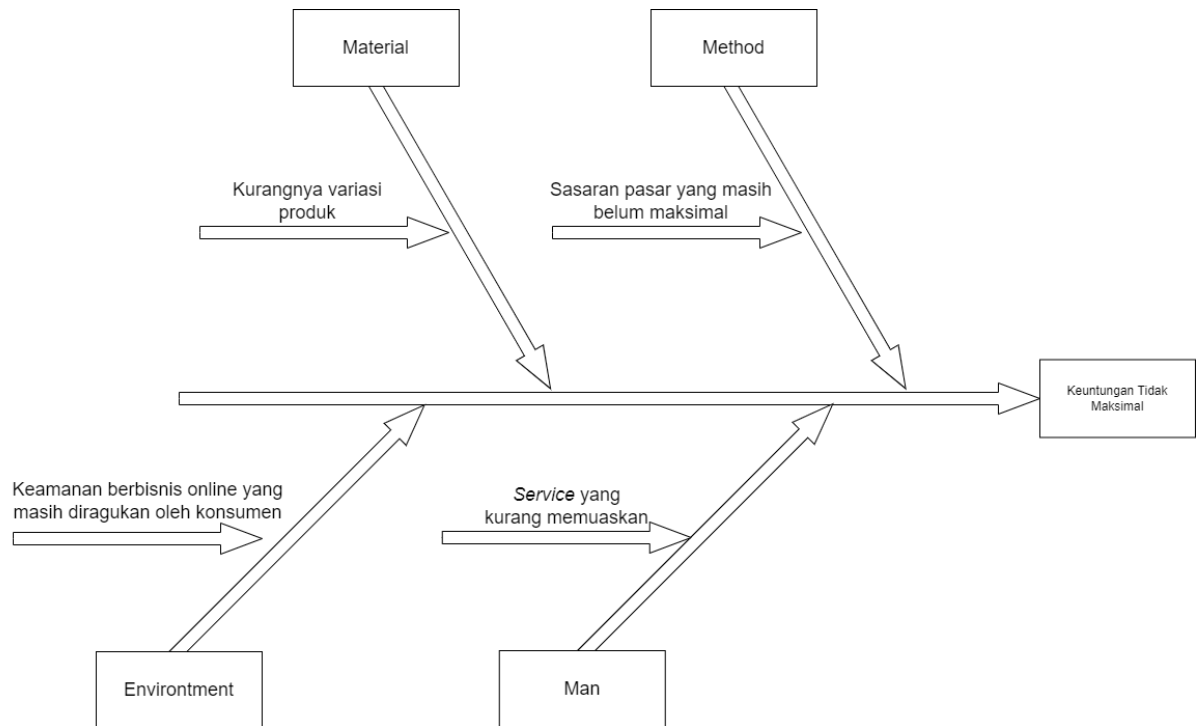 Material
Method
Kurangnya variasi
produk
Sasaran pasar yang masih
belum maksimal
Keuntungan Tidak
Maksimal
Keamanan berbisnis online yang
masih diragukan oleh konsumen
Service yang
kurang memuaskan
Environtment
Man